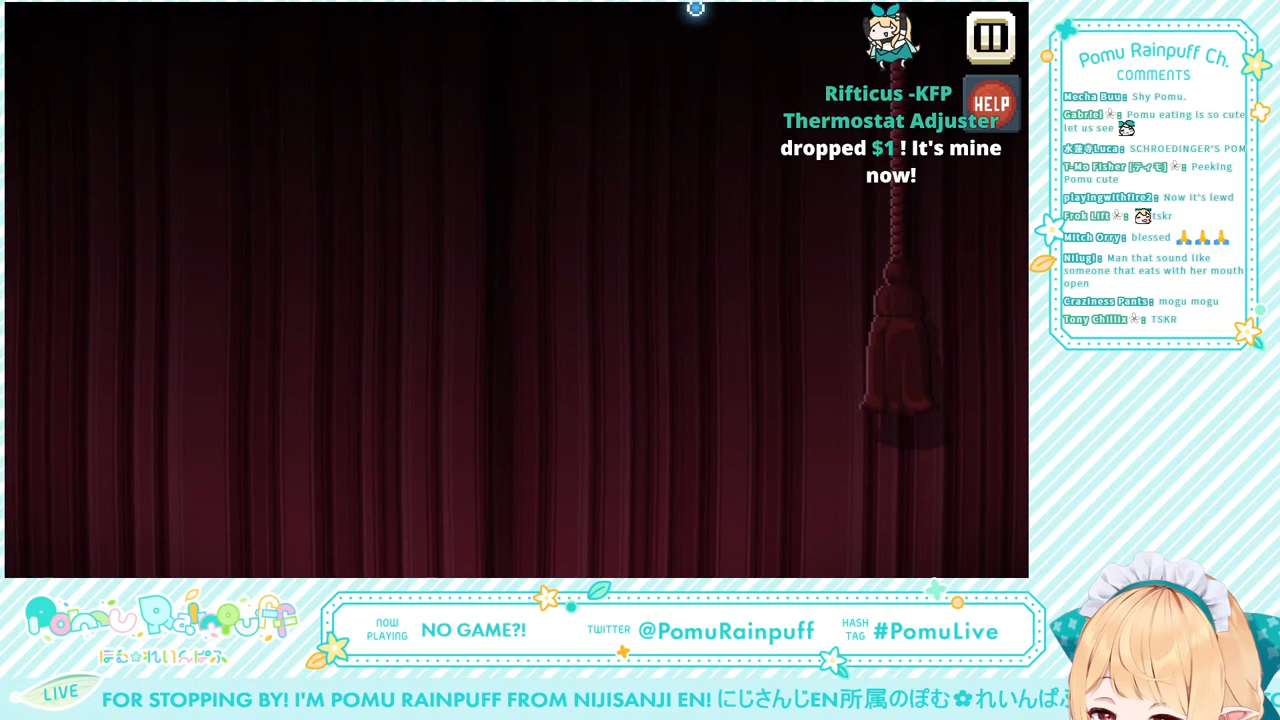 Rifticus -KFP
Thermostat Adjuster
dropped $1 ! It's mine
now!
HELP
Pomu Rainpuff Ch.
COMMENTS
Mecha Buu: Shy Pomu.
Gabriel: Pomu eating is so cute
let us see
Luca: SCHROEDINGER'S POM
T-Mo Fisher [ティモ]: Peeking
Pomu cute
playingwithfire2: Now it's lewd
Frok Lift: tskr
Mitch Orry: blessed 🙏🙏🙏
Nilugi: Man that sound like
someone that eats with her mouth
open
Craziness Pants: mogu mogu
Tony Chillix: TSKR
Pomu Rainpuff
ぽむ れいんぱふ
NOW
PLAYING
NO GAME?!
TWITTER @PomuRainpuff
HASH
TAG
#PomuLive
LIVE
FOR STOPPING BY! I'M POMU RAINPUFF FROM NIJISANJI EN! にじさんじEN所属のぽむ✿れいんぱ